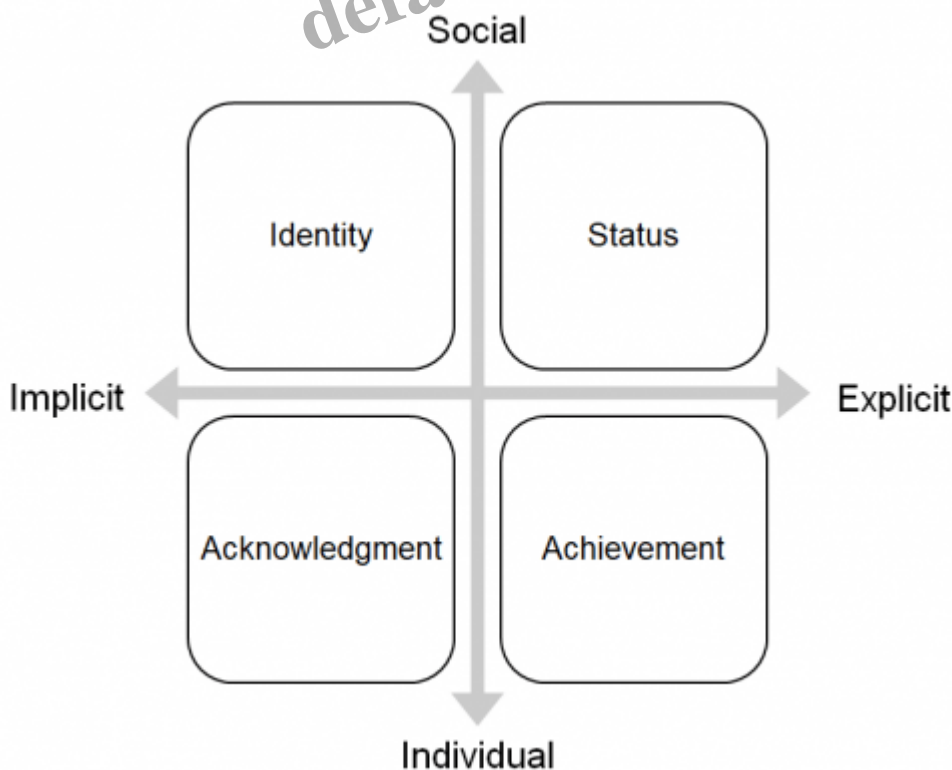 Social
Identity
Status
Implicit
Explicit
Acknowledgment
Achievement
Individual